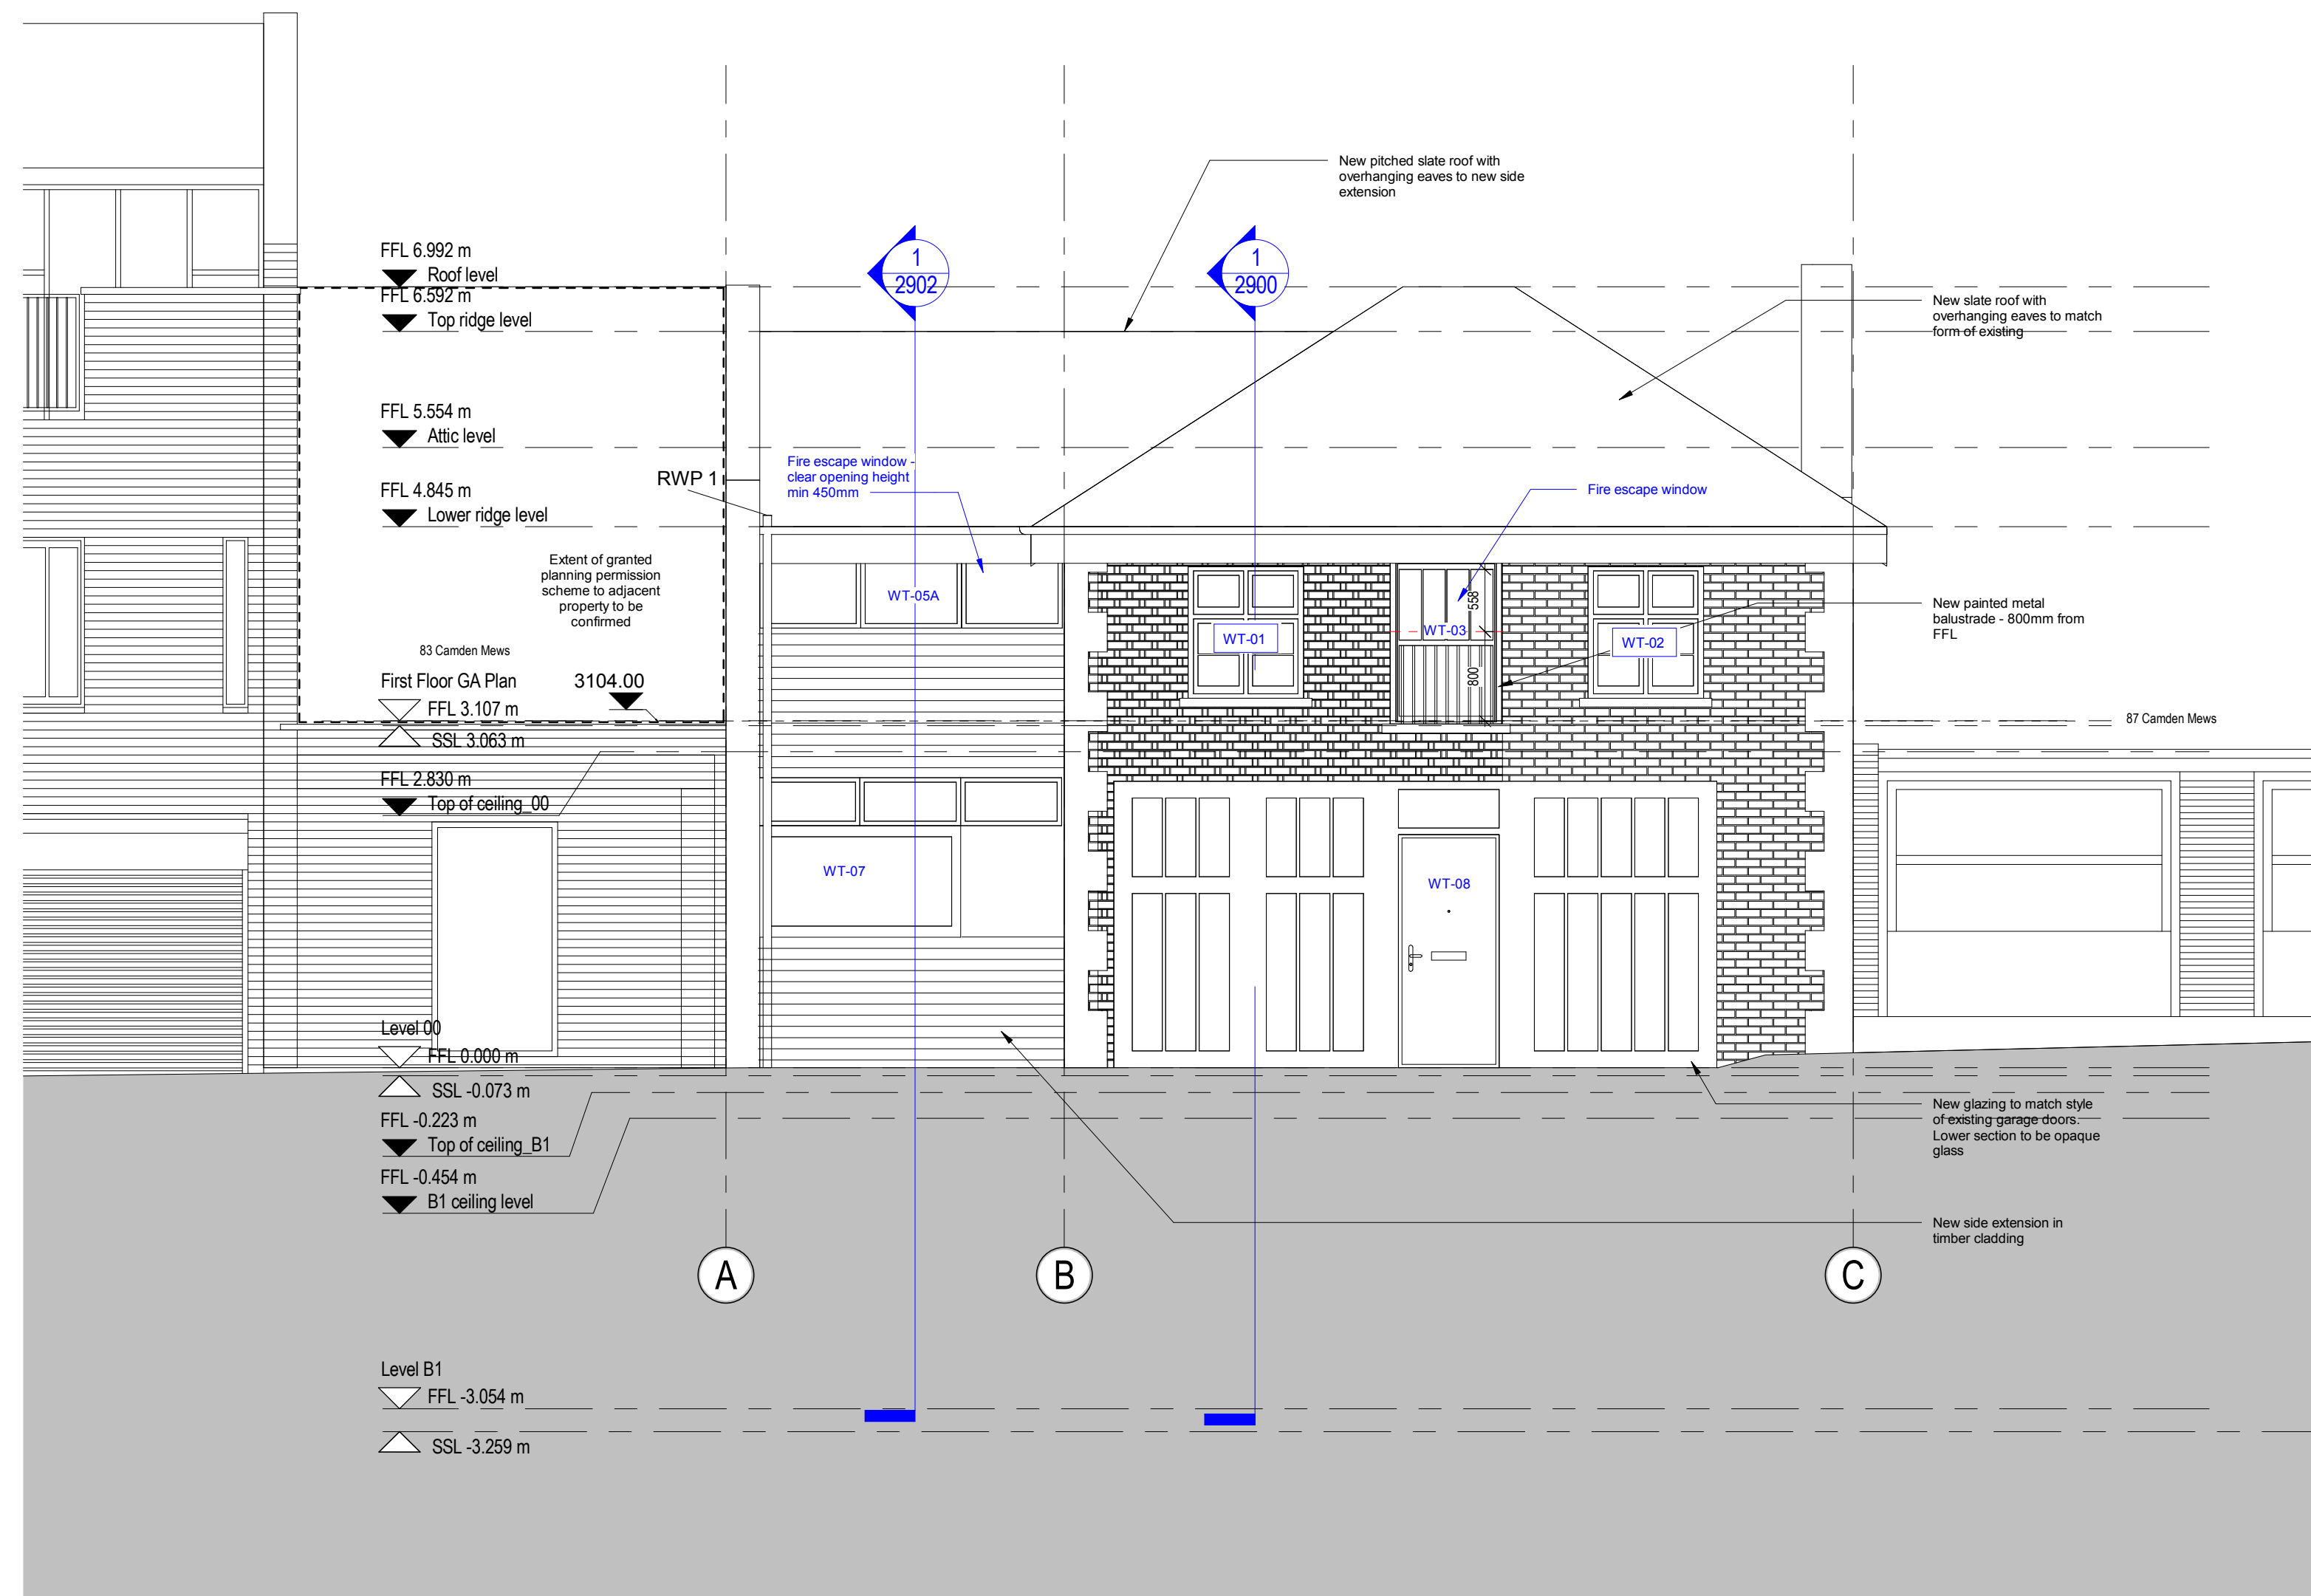 New pitched slate roof with
overhanging eaves to new side
extension
FFL 6.992 m
Roof level
FFL 6.592 m
Top ridge level
1
2902
1
2900
New slate roof with
overhanging eaves to match
form of existing
FFL 5.554 m
Attic level
RWP 1
Fire escape window -
clear opening height
min 450mm
Fire escape window
FFL 4.845 m
Lower ridge level
Extent of granted
planning permission
scheme to adjacent
property to be
confirmed
WT-05A
WT-01
558
WT-03
800
WT-02
New painted metal
balustrade - 800mm from
FFL
83 Camden Mews
First Floor GA Plan
3104.00
FFL 3.107 m
SSL 3.063 m
87 Camden Mews
FFL 2.830 m
Top of ceiling_00
WT-07
WT-08
Level 00
FFL 0.000 m
SSL -0.073 m
FFL -0.223 m
Top of ceiling_B1
FFL -0.454 m
B1 ceiling level
New glazing to match style
of existing garage doors.
Lower section to be opaque
glass
New side extension in
timber cladding
A
B
C
Level B1
FFL -3.054 m
SSL -3.259 m